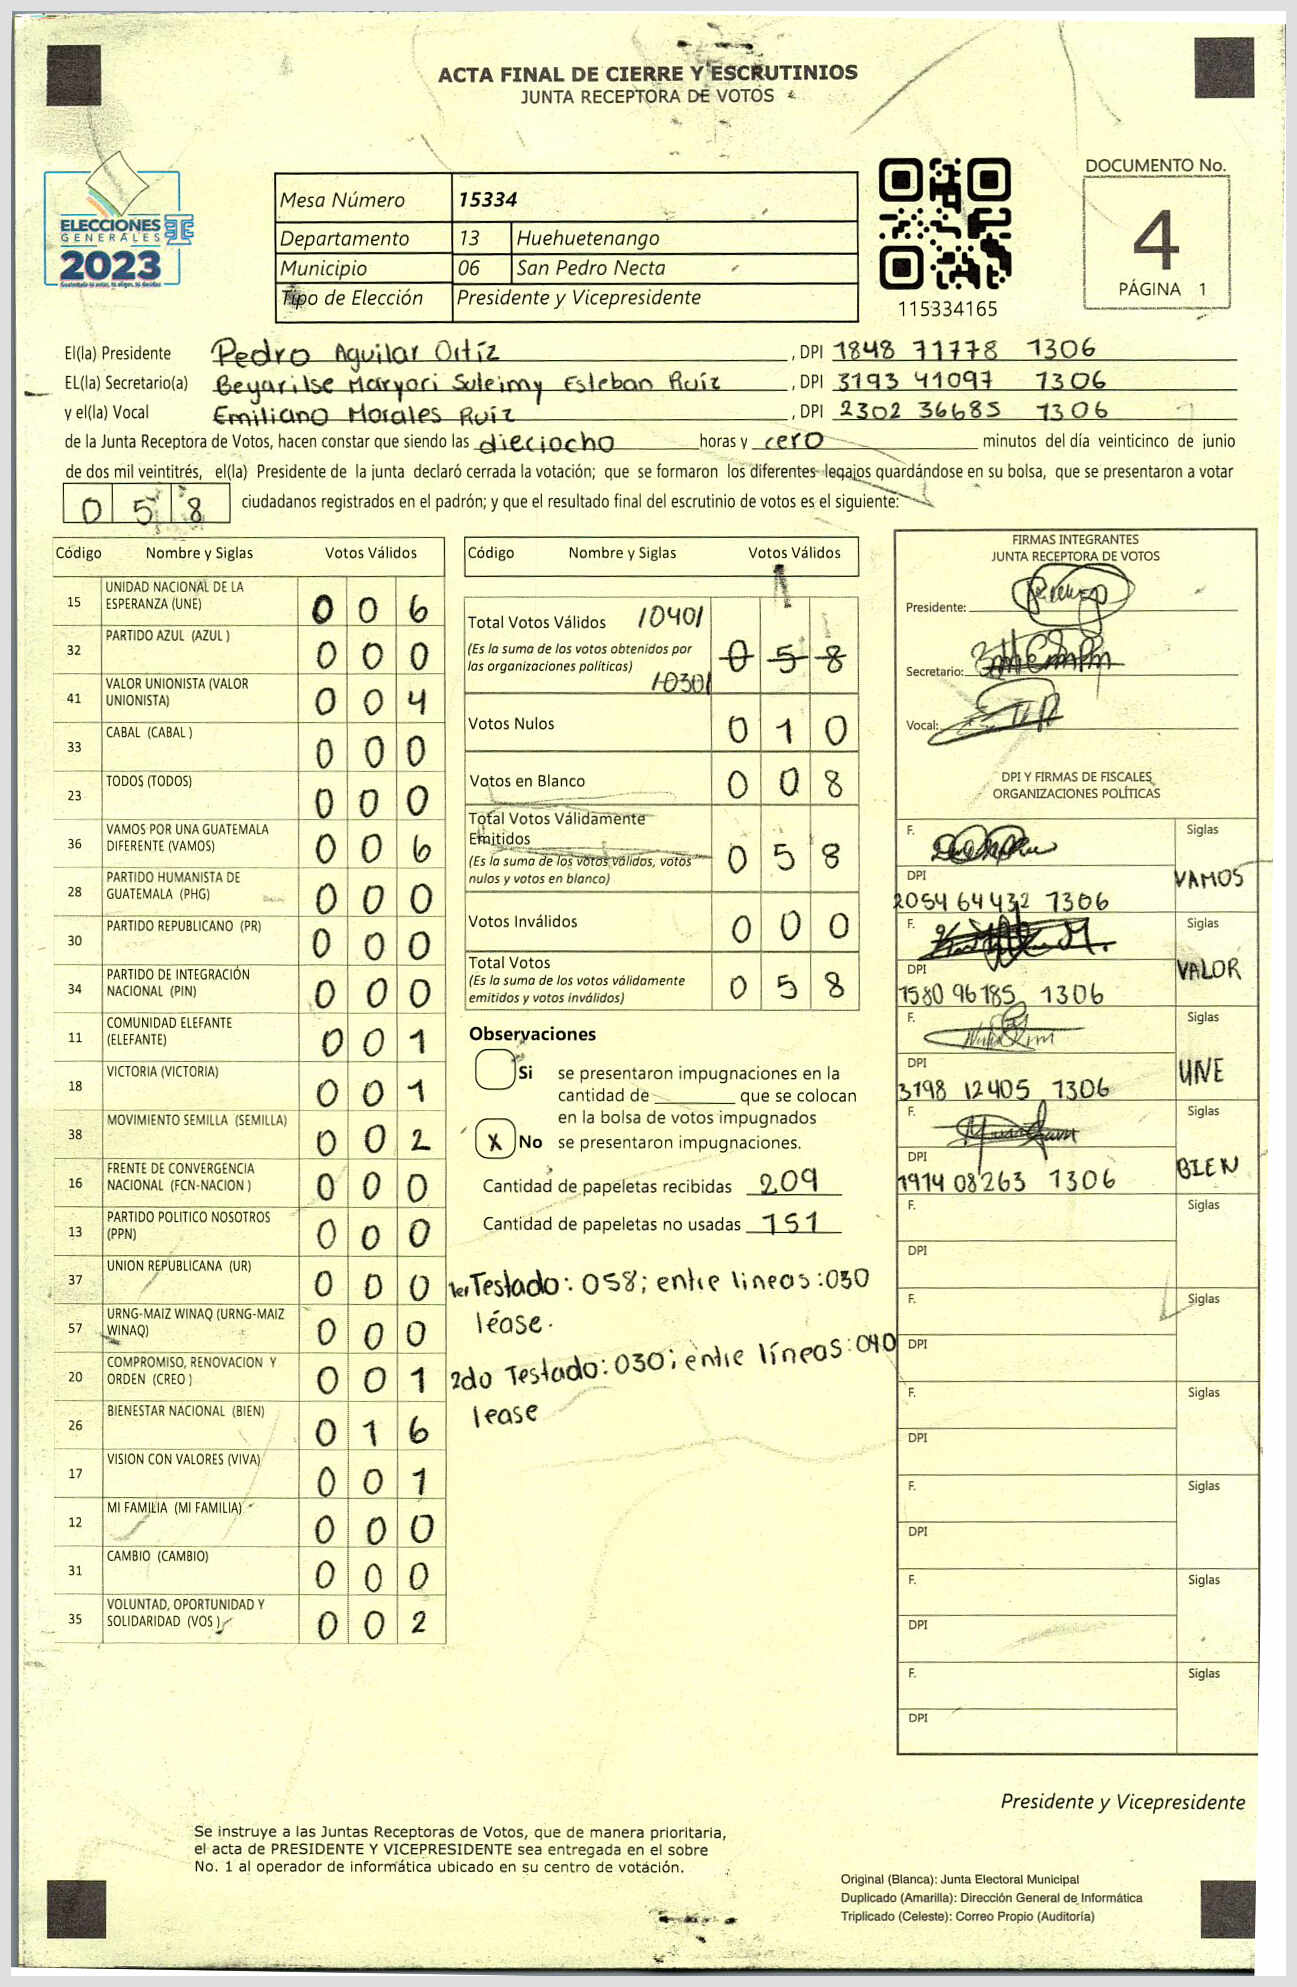 ACTA FINAL DE CIERRE Y ESCRUTINIOS
JUNTA RECEPTORA DE VOTOS
ELECCIONES
GENERALES
2023
Mesa Número 15334
Departamento 13 Huehuetenango
Municipio 06 San Pedro Necta
Tipo de Elección Presidente y Vicepresidente
115334165
DOCUMENTO No.
4
PÁGINA 1
El(la) Presidente Pedro Aguilar Ortíz, DPI 1848 71778 1306
EL(la) Secretario(a) Beyarilse Maryori Suleimy Esteban Ruíz, DPI 3193 41097 1306
y el(la) Vocal Emiliano Morales Ruíz, DPI 2302 36685 1306
de la Junta Receptora de Votos, hacen constar que siendo las dieciocho horas y cero minutos del día veinticinco de junio
de dos mil veintitrés, el(la) Presidente de la junta declaró cerrada la votación; que se formaron los diferentes legajos guardándose en su bolsa, que se presentaron a votar
058 ciudadanos registrados en el padrón; y que el resultado final del escrutinio de votos es el siguiente:
Código Nombre y Siglas Votos Válidos
15 UNIDAD NACIONAL DE LA ESPERANZA (UNE) 0 0 6
32 PARTIDO AZUL (AZUL ) 0 0 0
41 VALOR UNIONISTA (VALOR UNIONISTA) 0 0 4
33 CABAL (CABAL ) 0 0 0
23 TODOS (TODOS) 0 0 0
36 VAMOS POR UNA GUATEMALA DIFERENTE (VAMOS) 0 0 6
28 PARTIDO HUMANISTA DE GUATEMALA (PHG) 0 0 0
30 PARTIDO REPUBLICANO (PR) 0 0 0
34 PARTIDO DE INTEGRACIÓN NACIONAL (PIN) 0 0 0
11 COMUNIDAD ELEFANTE (ELEFANTE) 0 0 1
18 VICTORIA (VICTORIA) 0 0 1
38 MOVIMIENTO SEMILLA (SEMILLA) 0 0 2
16 FRENTE DE CONVERGENCIA NACIONAL (FCN-NACION ) 0 0 0
13 PARTIDO POLITICO NOSOTROS (PPN) 0 0 0
37 UNION REPUBLICANA (UR) 0 0 0
57 URNG-MAIZ WINAQ (URNG-MAIZ WINAQ) 0 0 0
20 COMPROMISO, RENOVACION Y ORDEN (CREO ) 0 0 1
26 BIENESTAR NACIONAL (BIEN) 0 1 6
17 VISION CON VALORES (VIVA) 0 0 1
12 MI FAMILIA (MI FAMILIA) 0 0 0
31 CAMBIO (CAMBIO) 0 0 0
35 VOLUNTAD, OPORTUNIDAD Y SOLIDARIDAD (VOS ) 0 0 2
Código Nombre y Siglas Votos Válidos
Total Votos Válidos /040/
(Es la suma de los votos obtenidos por
las organizaciones políticas) 0 5 8
/030/
Votos Nulos 0 1 0
Votos en Blanco 0 0 8
Total Votos Válidamente
Emitidos
(Es la suma de los votos válidos, votos
nulos y votos en blanco) 0 5 8
Votos Inválidos 0 0 0
Total Votos
(Es la suma de los votos válidamente
emitidos y votos inválidos) 0 5 8
Observaciones
Si se presentaron impugnaciones en la
cantidad de ________ que se colocan
en la bolsa de votos impugnados
X No se presentaron impugnaciones.
Cantidad de papeletas recibidas 209
Cantidad de papeletas no usadas 151
1er Testado: 058; entre lineas: 030
léase.
2do Testado: 030; entre líneas: 040
lease
FIRMAS INTEGRANTES
JUNTA RECEPTORA DE VOTOS
Presidente:
Secretario:
Vocal:
DPI Y FIRMAS DE FISCALES
ORGANIZACIONES POLÍTICAS
F. Siglas
DPI VAMOS
2054 64432 1306
F. Siglas
DPI VALOR
1580 96185 1306
F. Siglas
DPI UNE
3198 12405 1306
F. Siglas
DPI BIEN
1914 08263 1306
F. Siglas
DPI
F. Siglas
DPI
F. Siglas
DPI
F. Siglas
DPI
F. Siglas
DPI
F. Siglas
DPI
Presidente y Vicepresidente
Se instruye a las Juntas Receptoras de Votos, que de manera prioritaria,
el acta de PRESIDENTE Y VICEPRESIDENTE sea entregada en el sobre
No. 1 al operador de informática ubicado en su centro de votación.
Original (Blanca): Junta Electoral Municipal
Duplicado (Amarilla): Dirección General de Informática
Triplicado (Celeste): Correo Propio (Auditoría)